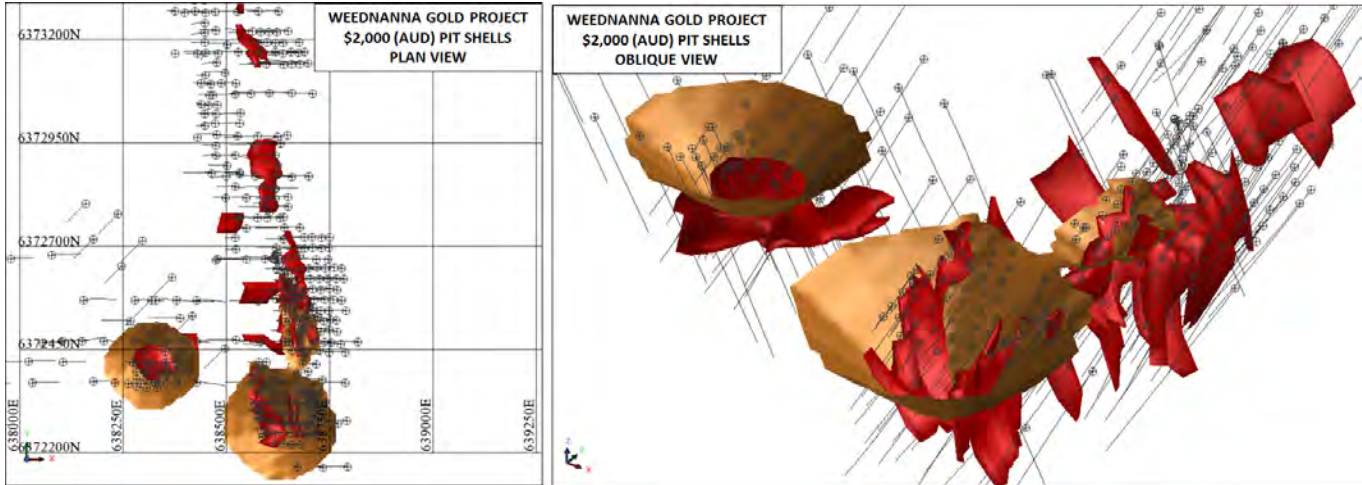 WEEDNANNA GOLD PROJECT
$2,000 (AUD) PIT SHELLS
PLAN VIEW
6373200N
6372950N
6372700N
6372450N
6372200N
638000E
638250E
638500E
638750E
639000E
639250E
Y
X
WEEDNANNA GOLD PROJECT
$2,000 (AUD) PIT SHELLS
OBLIQUE VIEW
Z
Y
X